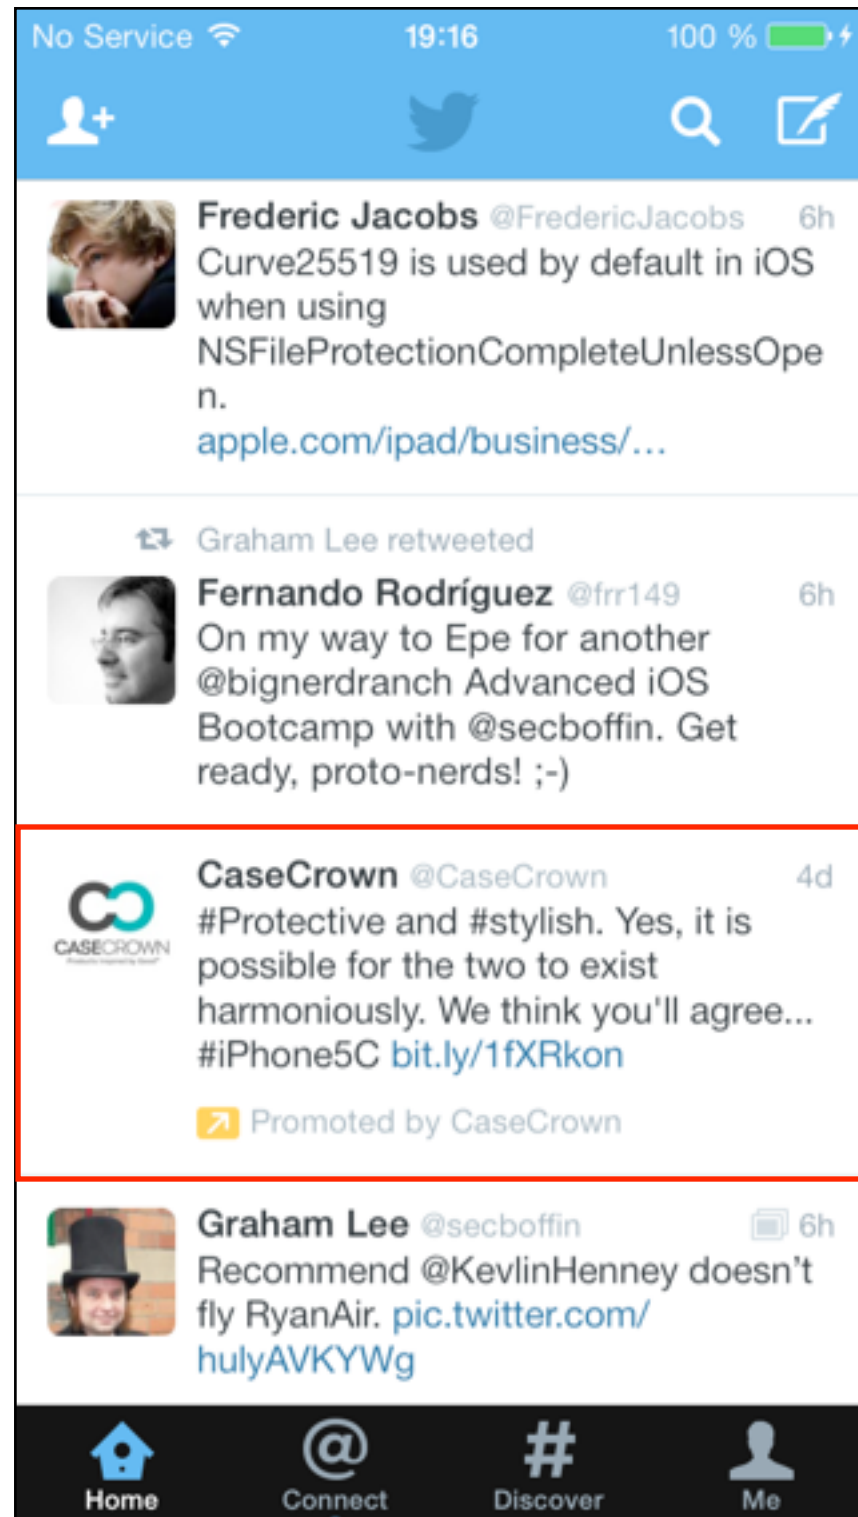 No Service 19:16 100 %
Frederic Jacobs @FredericJacobs 6h
Curve25519 is used by default in iOS
when using
NSFileProtectionCompleteUnlessOpe
n.
apple.com/ipad/business/…
Graham Lee retweeted
Fernando Rodríguez @frr149 6h
On my way to Epe for another
@bignerdranch Advanced iOS
Bootcamp with @secboffin. Get
ready, proto-nerds! ;-)
CaseCrown @CaseCrown 4d
CASECROWN
#Protective and #stylish. Yes, it is
possible for the two to exist
harmoniously. We think you'll agree...
#iPhone5C bit.ly/1fXRkon
Promoted by CaseCrown
Graham Lee @secboffin 6h
Recommend @KevlinHenney doesn't
fly RyanAir. pic.twitter.com/
hulyAVKYWg
Home Connect Discover Me